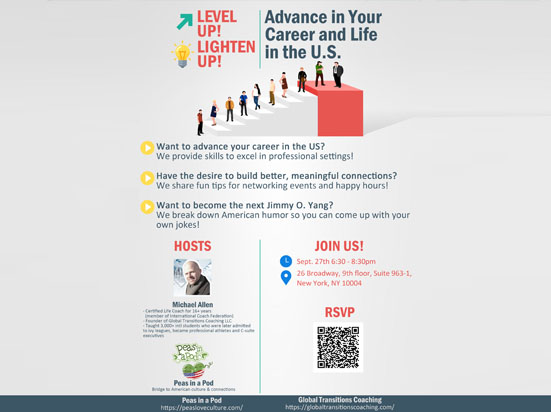 LEVEL
UP!
LIGHTEN
UP!
Advance in Your
Career and Life
in the U.S.
Want to advance your career in the US?
We provide skills to excel in professional settings!
Have the desire to build better, meaningful connections?
We share fun tips for networking events and happy hours!
Want to become the next Jimmy O. Yang?
We break down American humor so you can come up with your
own jokes!
HOSTS
Michael Allen
- Certified Life Coach for 16+ years
(member of International Coach Federation)
- Founder of Global Transitions Coaching LLC
- Taught 3,000+ intl students who were later admitted
to ivy leagues, become professional athletes and C-suite
executives
peas in
a Pod
Peas in a Pod
Bridge to American culture & connections
JOIN US!
Sept. 27th 6:30 - 8:30pm
26 Broadway, 9th floor, Suite 963-1,
New York, NY 10004
RSVP
Peas in a Pod
https://peasloveculture.com/
Global Transitions Coaching
https://globaltransitionscoaching.com/